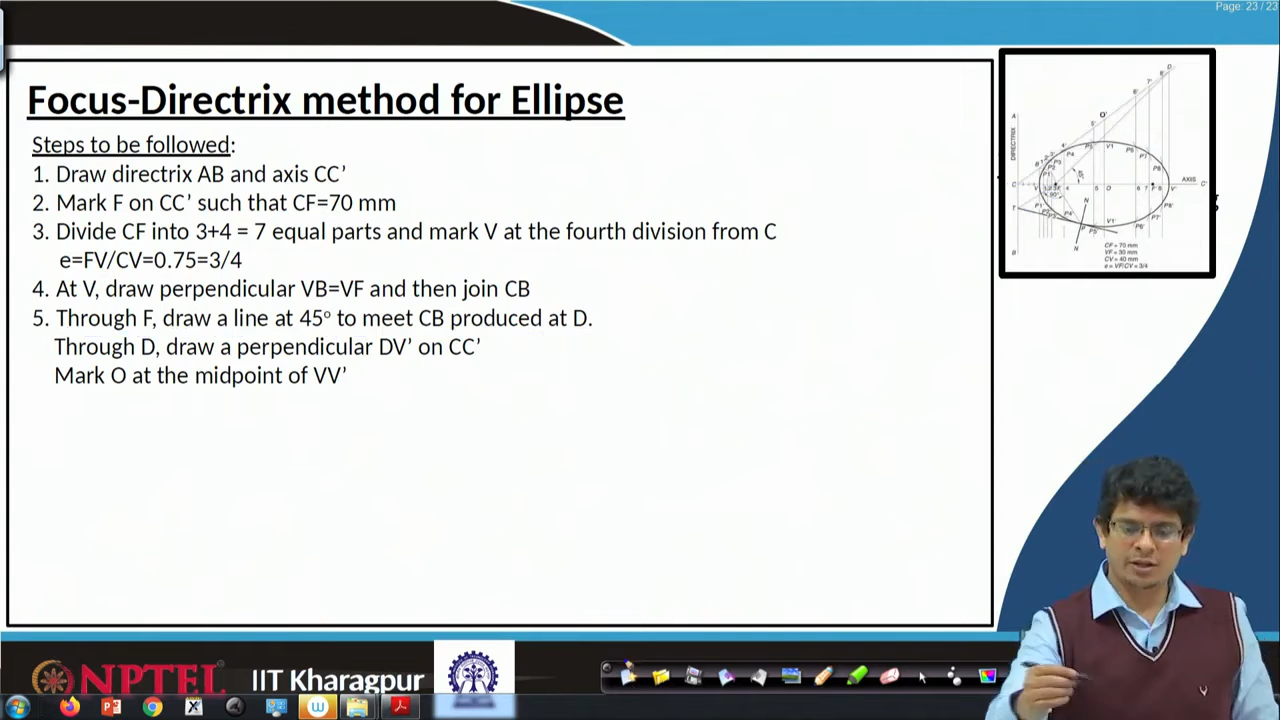 Page: 23 / 23
Focus-Directrix method for Ellipse
Steps to be followed:
1. Draw directrix AB and axis CC’
2. Mark F on CC’ such that CF=70 mm
3. Divide CF into 3+4 = 7 equal parts and mark V at the fourth division from C
e=FV/CV=0.75=3/4
4. At V, draw perpendicular VB=VF and then join CB
5. Through F, draw a line at 45º to meet CB produced at D.
Through D, draw a perpendicular DV’ on CC’
Mark O at the midpoint of VV’
DIRECTRIX
AXIS
CF = 70 mm
VF = 30 mm
CV = 40 mm
e = VF/CV = 3/4
NPTEL
IIT Kharagpur